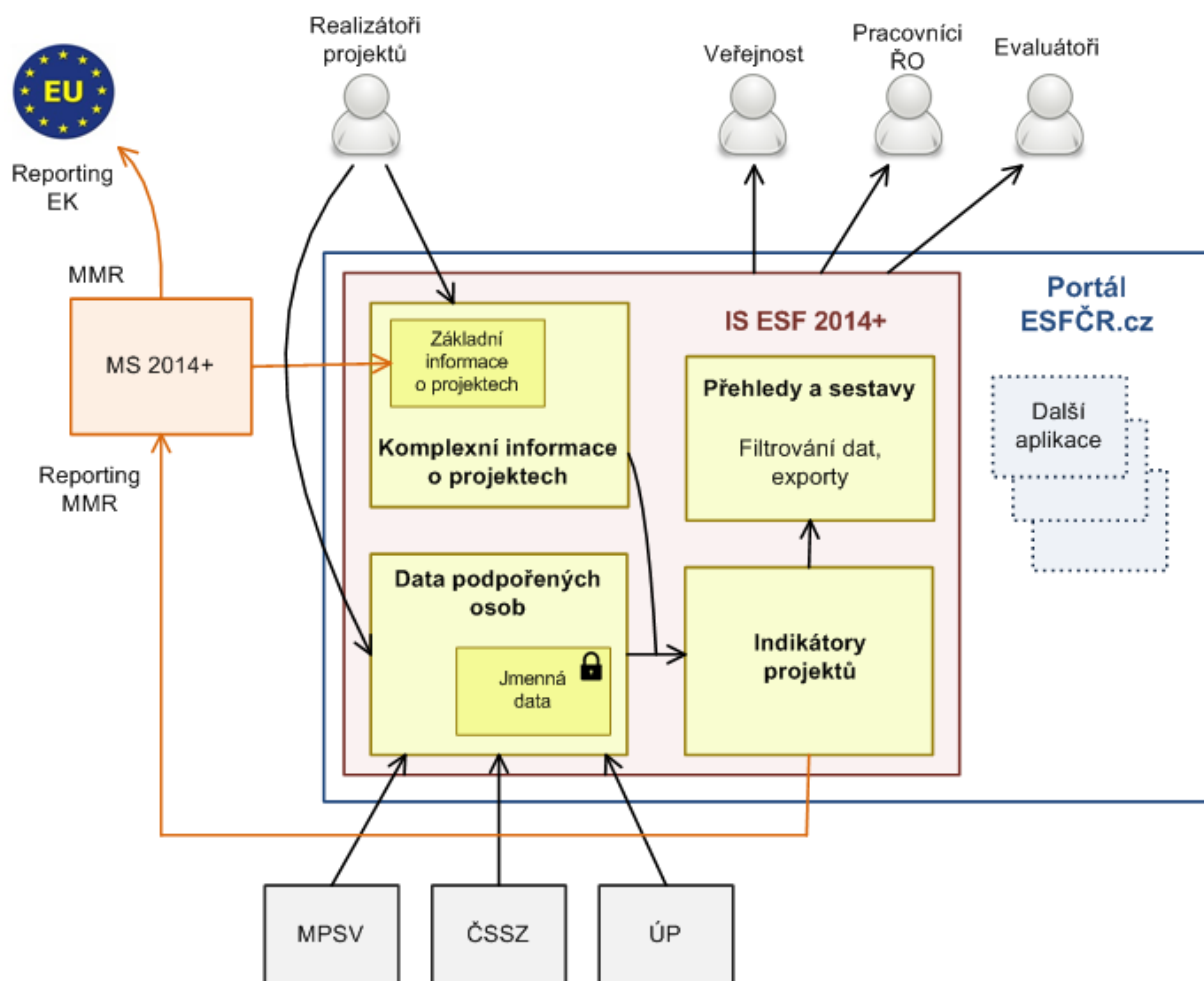 Realizátoři
projektů
Veřejnost
Pracovníci
ŘO
Evaluátoři
EU
Reporting
EK
MMR
MS 2014+
Reporting
MMR
Portál
ESFČR.cz
IS ESF 2014+
Základní
informace
o projektech
Komplexní informace
o projektech
Přehledy a sestavy
Filtrování dat,
exporty
Další
aplikace
Data podpořených
osob
Jmenná
data
Indikátory
projektů
MPSV
ČSSZ
ÚP